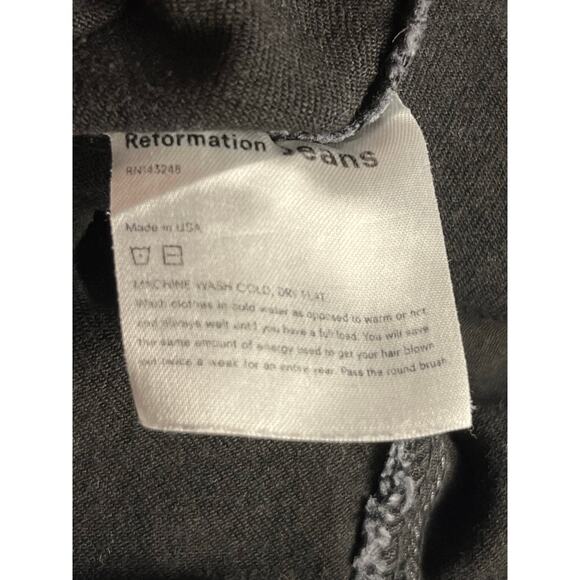 Reformation Jeans
RN143248
Made in USA
MACHINE WASH COLD, DRY FLAT.
Wash clothes in cold water as opposed to warm or hot
and always wait until you have a full load. You will save
the same amount of energy used to get your hair blown
out twice a week for an entire year. Pass the round brush.